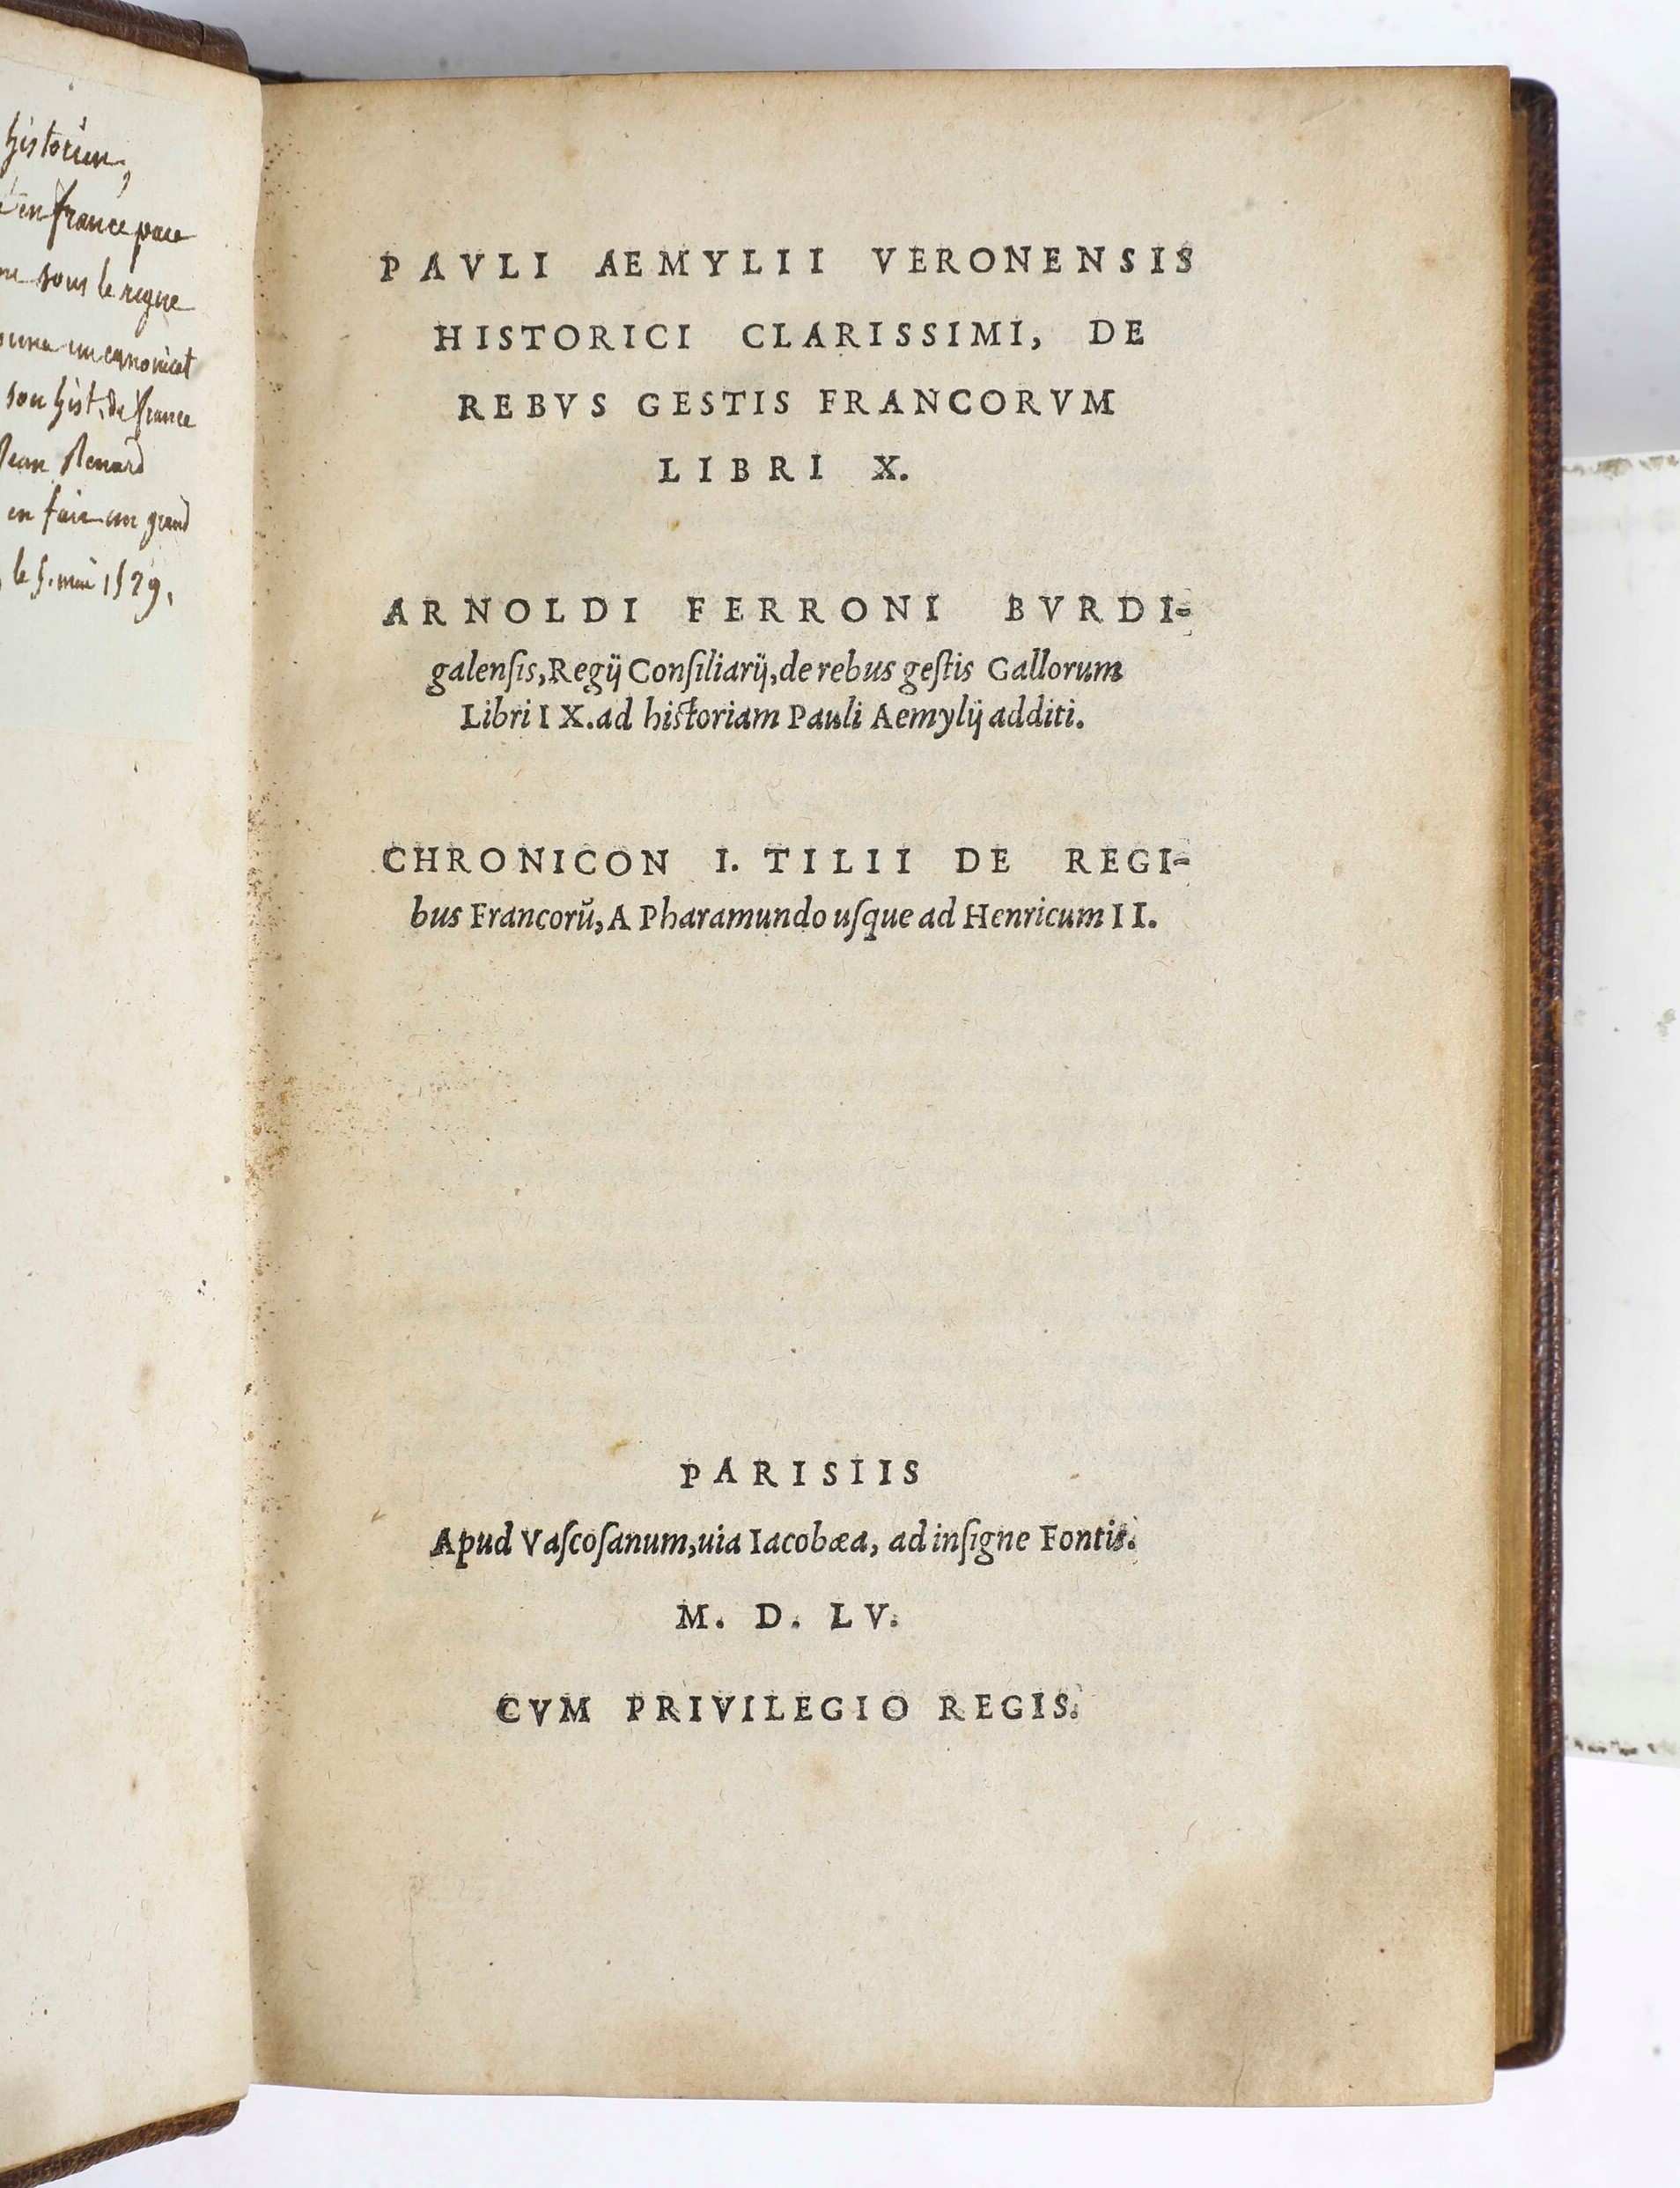 historien,
en france par
sous le regne
un canonicat
son hist. de france
Jean Renard
en faire un grand
le 5. mai 1529.
PAVLI AEMYLII VERONENSIS
HISTORICI CLARISSIMI, DE
REBVS GESTIS FRANCORVM
LIBRI X.
ARNOLDI FERRONI BVRDI-
galenſis, Regij Conſiliarij, de rebus geſtis Gallorum
Libri IX. ad hiſtoriam Pauli Aemylij additi.
CHRONICON I. TILII DE REGI-
bus Francorū, A Pharamundo uſque ad Henricum II.
PARISIIS
Apud Vaſcoſanum, uia Iacobæa, ad inſigne Fontis.
M. D. LV.
CVM PRIVILEGIO REGIS.